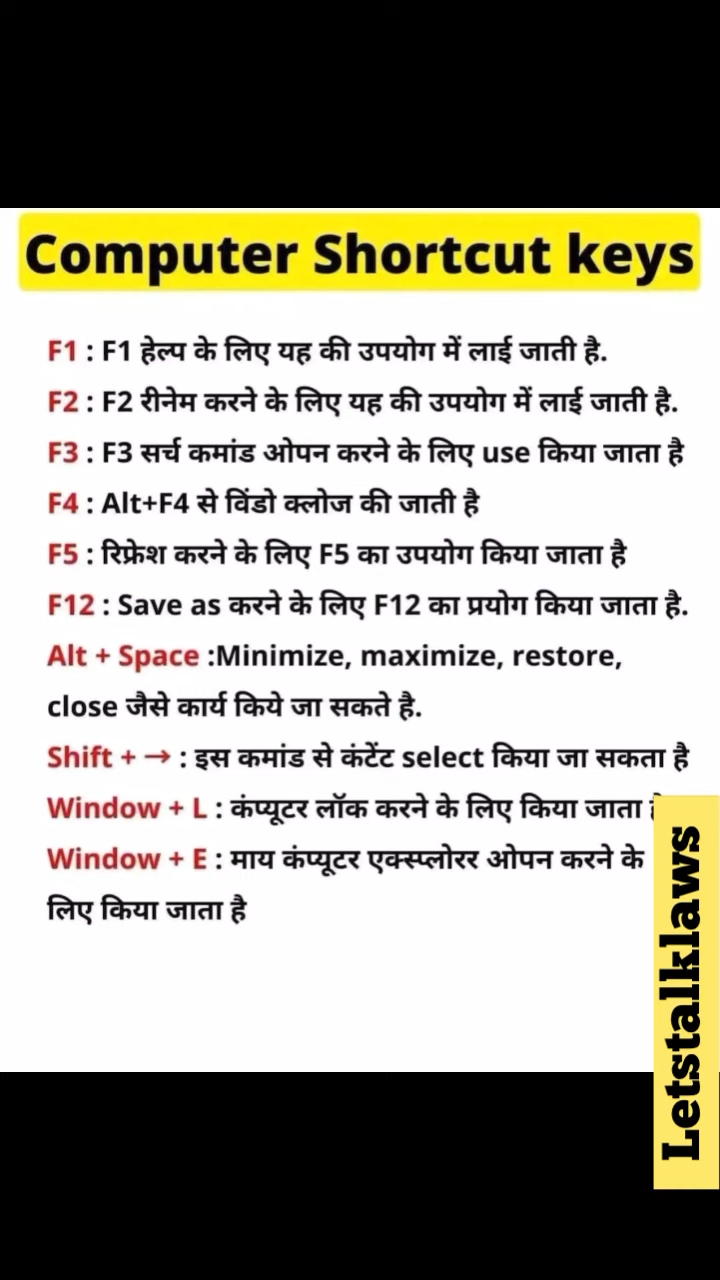 Computer Shortcut keys
F1 : F1 हेल्प के लिए यह की उपयोग में लाई जाती है.
F2 : F2 रीनेम करने के लिए यह की उपयोग में लाई जाती है.
F3 : F3 सर्च कमांड ओपन करने के लिए use किया जाता है
F4 : Alt+F4 से विंडो क्लोज की जाती है
F5 : रिफ्रेश करने के लिए F5 का उपयोग किया जाता है
F12 : Save as करने के लिए F12 का प्रयोग किया जाता है.
Alt + Space :Minimize, maximize, restore,
close जैसे कार्य किये जा सकते है.
Shift + → : इस कमांड से कंटेंट select किया जा सकता है
Window + L : कंप्यूटर लॉक करने के लिए किया जाता
Window + E : माय कंप्यूटर एक्स्प्लोरर ओपन करने के
लिए किया जाता है
Letstalklaws